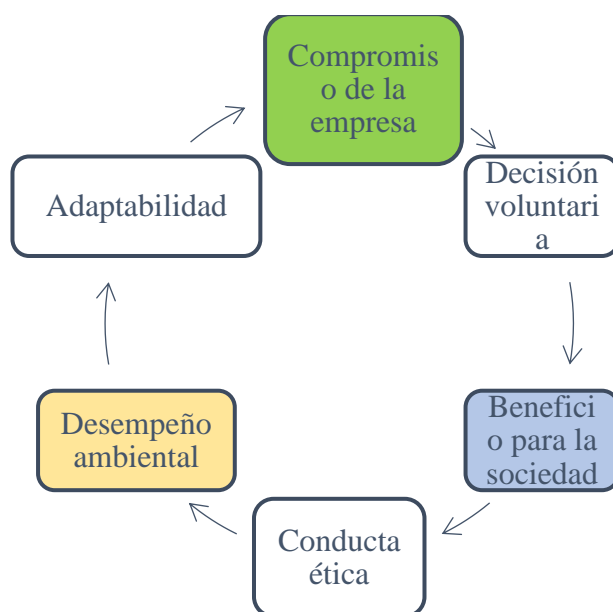 Compromis
o de la
empresa
Decisión
voluntari
a
Benefici
o para la
sociedad
Conducta
ética
Desempeño
ambiental
Adaptabilidad